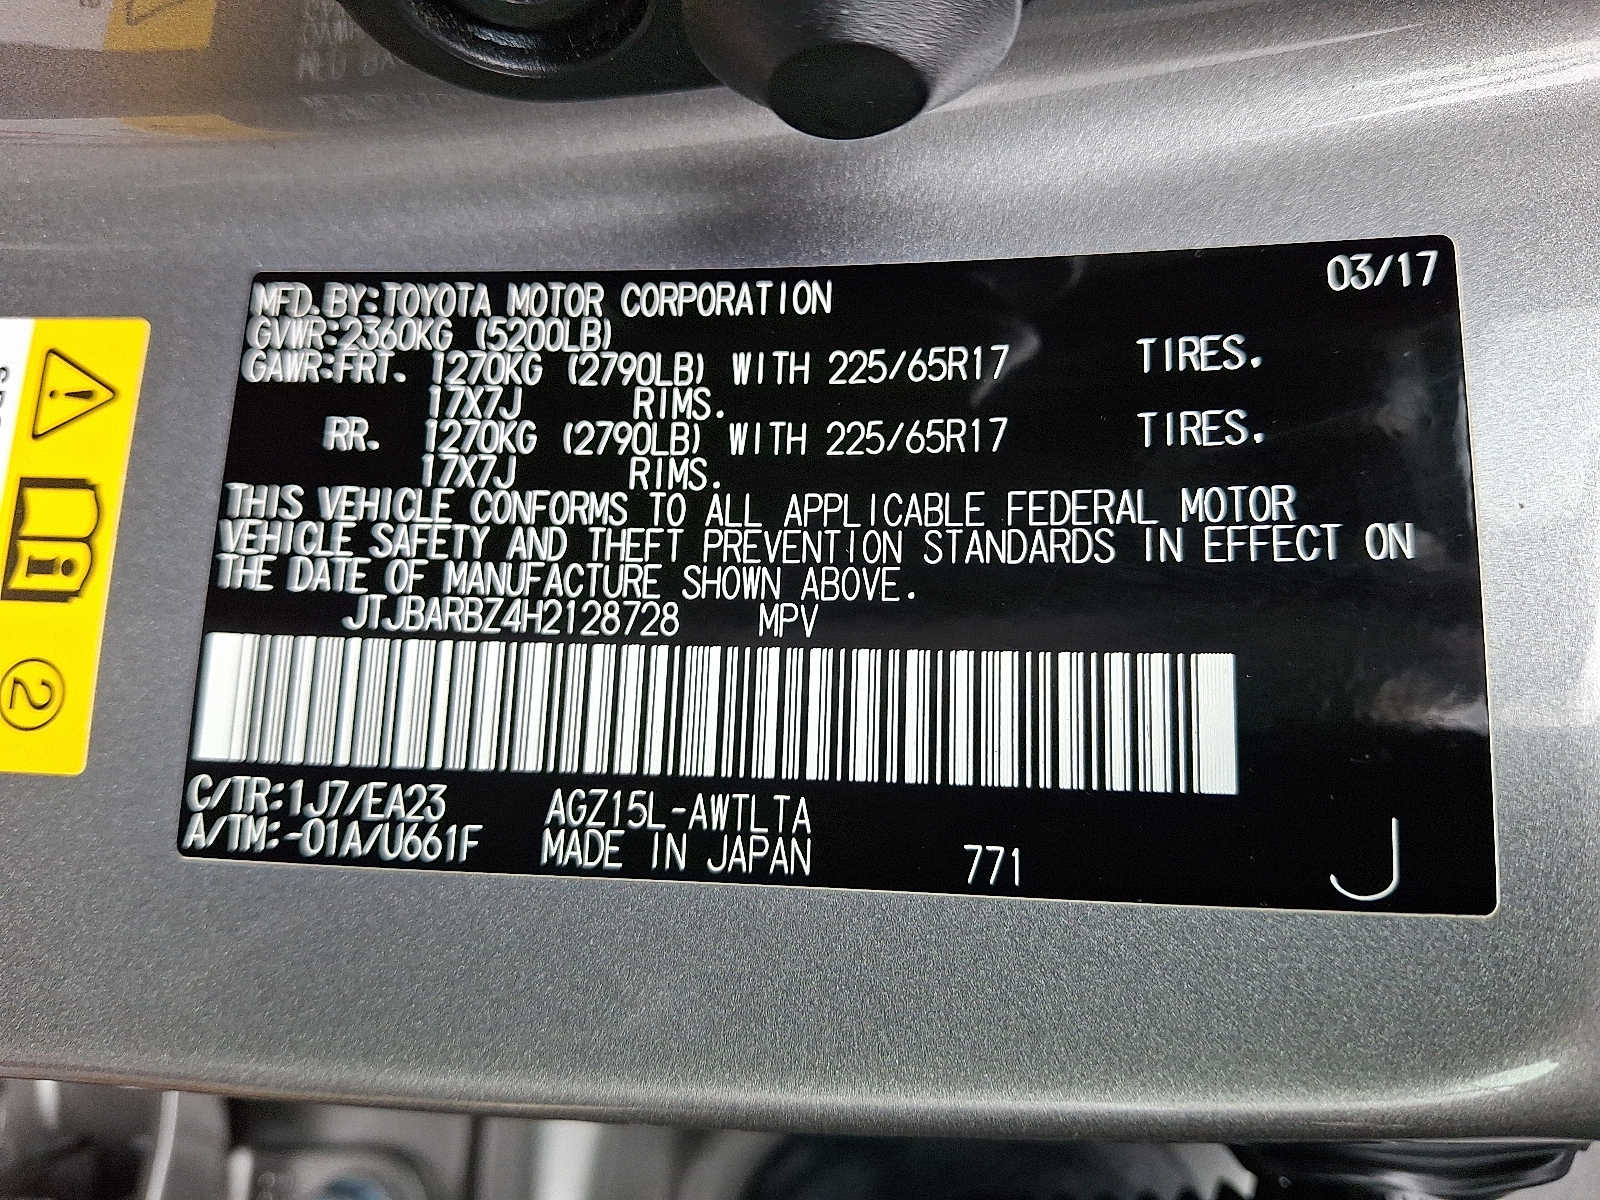 03/17
MFD.BY:TOYOTA MOTOR CORPORATION
GVWR:2360KG (5200LB)
GAWR:FRT. 1270KG (2790LB) WITH 225/65R17 TIRES.
17X7J RIMS.
RR. 1270KG (2790LB) WITH 225/65R17 TIRES.
17X7J RIMS.
THIS VEHICLE CONFORMS TO ALL APPLICABLE FEDERAL MOTOR
VEHICLE SAFETY AND THEFT PREVENTION STANDARDS IN EFFECT ON
THE DATE OF MANUFACTURE SHOWN ABOVE.
JTJBARBZ4H2128728 MPV
C/TR:1J7/EA23 AGZ15L-AWTLTA
A/TM:-01A/U661F MADE IN JAPAN 771 J
2